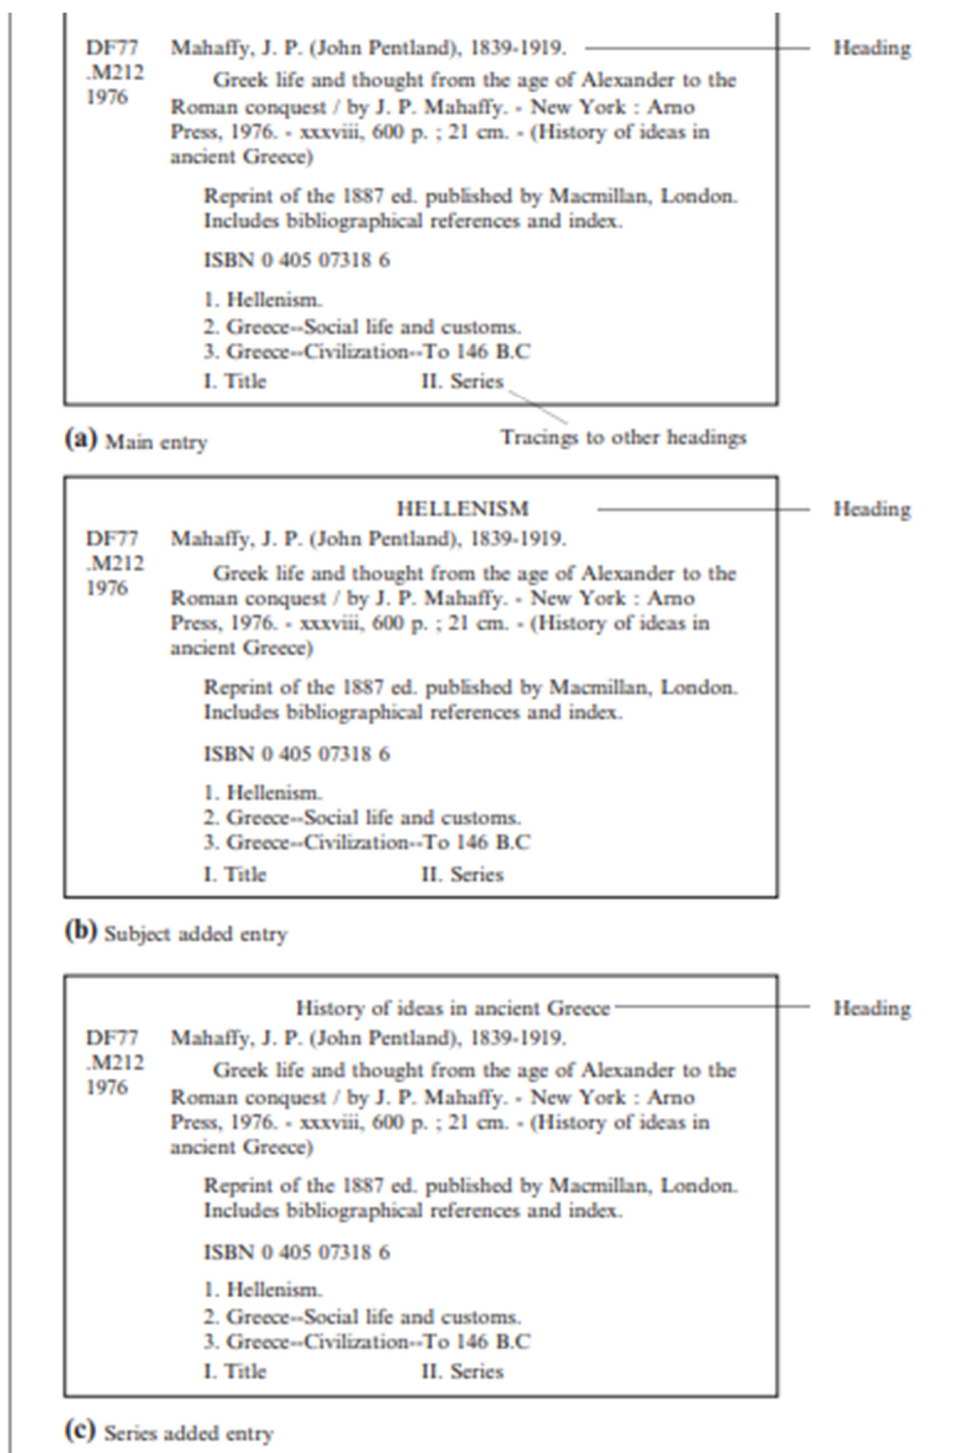 DF77 Mahaffy, J. P. (John Pentland), 1839-1919. Heading
.M212 Greek life and thought from the age of Alexander to the
1976 Roman conquest / by J. P. Mahaffy. - New York : Arno
Press, 1976. - xxxviii, 600 p. ; 21 cm. - (History of ideas in
ancient Greece)
Reprint of the 1887 ed. published by Macmillan, London.
Includes bibliographical references and index.
ISBN 0 405 07318 6
1. Hellenism.
2. Greece--Social life and customs.
3. Greece--Civilization--To 146 B.C
I. Title II. Series
(a) Main entry Tracings to other headings
HELLENISM Heading
DF77 Mahaffy, J. P. (John Pentland), 1839-1919.
.M212 Greek life and thought from the age of Alexander to the
1976 Roman conquest / by J. P. Mahaffy. - New York : Arno
Press, 1976. - xxxviii, 600 p. ; 21 cm. - (History of ideas in
ancient Greece)
Reprint of the 1887 ed. published by Macmillan, London.
Includes bibliographical references and index.
ISBN 0 405 07318 6
1. Hellenism.
2. Greece--Social life and customs.
3. Greece--Civilization--To 146 B.C
I. Title II. Series
(b) Subject added entry
History of ideas in ancient Greece Heading
DF77 Mahaffy, J. P. (John Pentland), 1839-1919.
.M212 Greek life and thought from the age of Alexander to the
1976 Roman conquest / by J. P. Mahaffy. - New York : Arno
Press, 1976. - xxxviii, 600 p. ; 21 cm. - (History of ideas in
ancient Greece)
Reprint of the 1887 ed. published by Macmillan, London.
Includes bibliographical references and index.
ISBN 0 405 07318 6
1. Hellenism.
2. Greece--Social life and customs.
3. Greece--Civilization--To 146 B.C
I. Title II. Series
(c) Series added entry